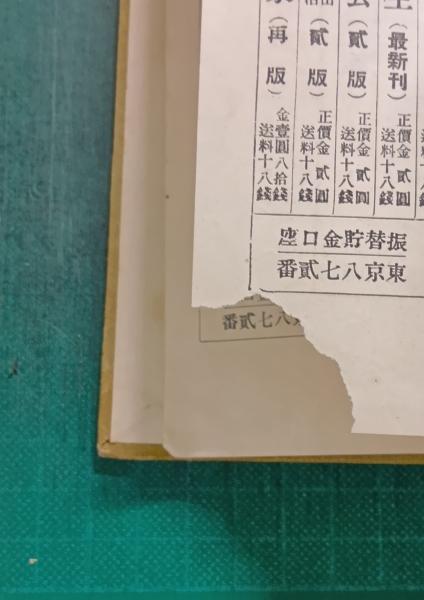 （最新刊）
正價金貳圓
送料十八錢
（貳版）
正價金貳圓
送料十八錢
（貳版）
正價金貳圓
送料十八錢
（再版）
金壹圓八拾錢
送料十八錢
振替貯金口座
東京八七貳番
八七貳番